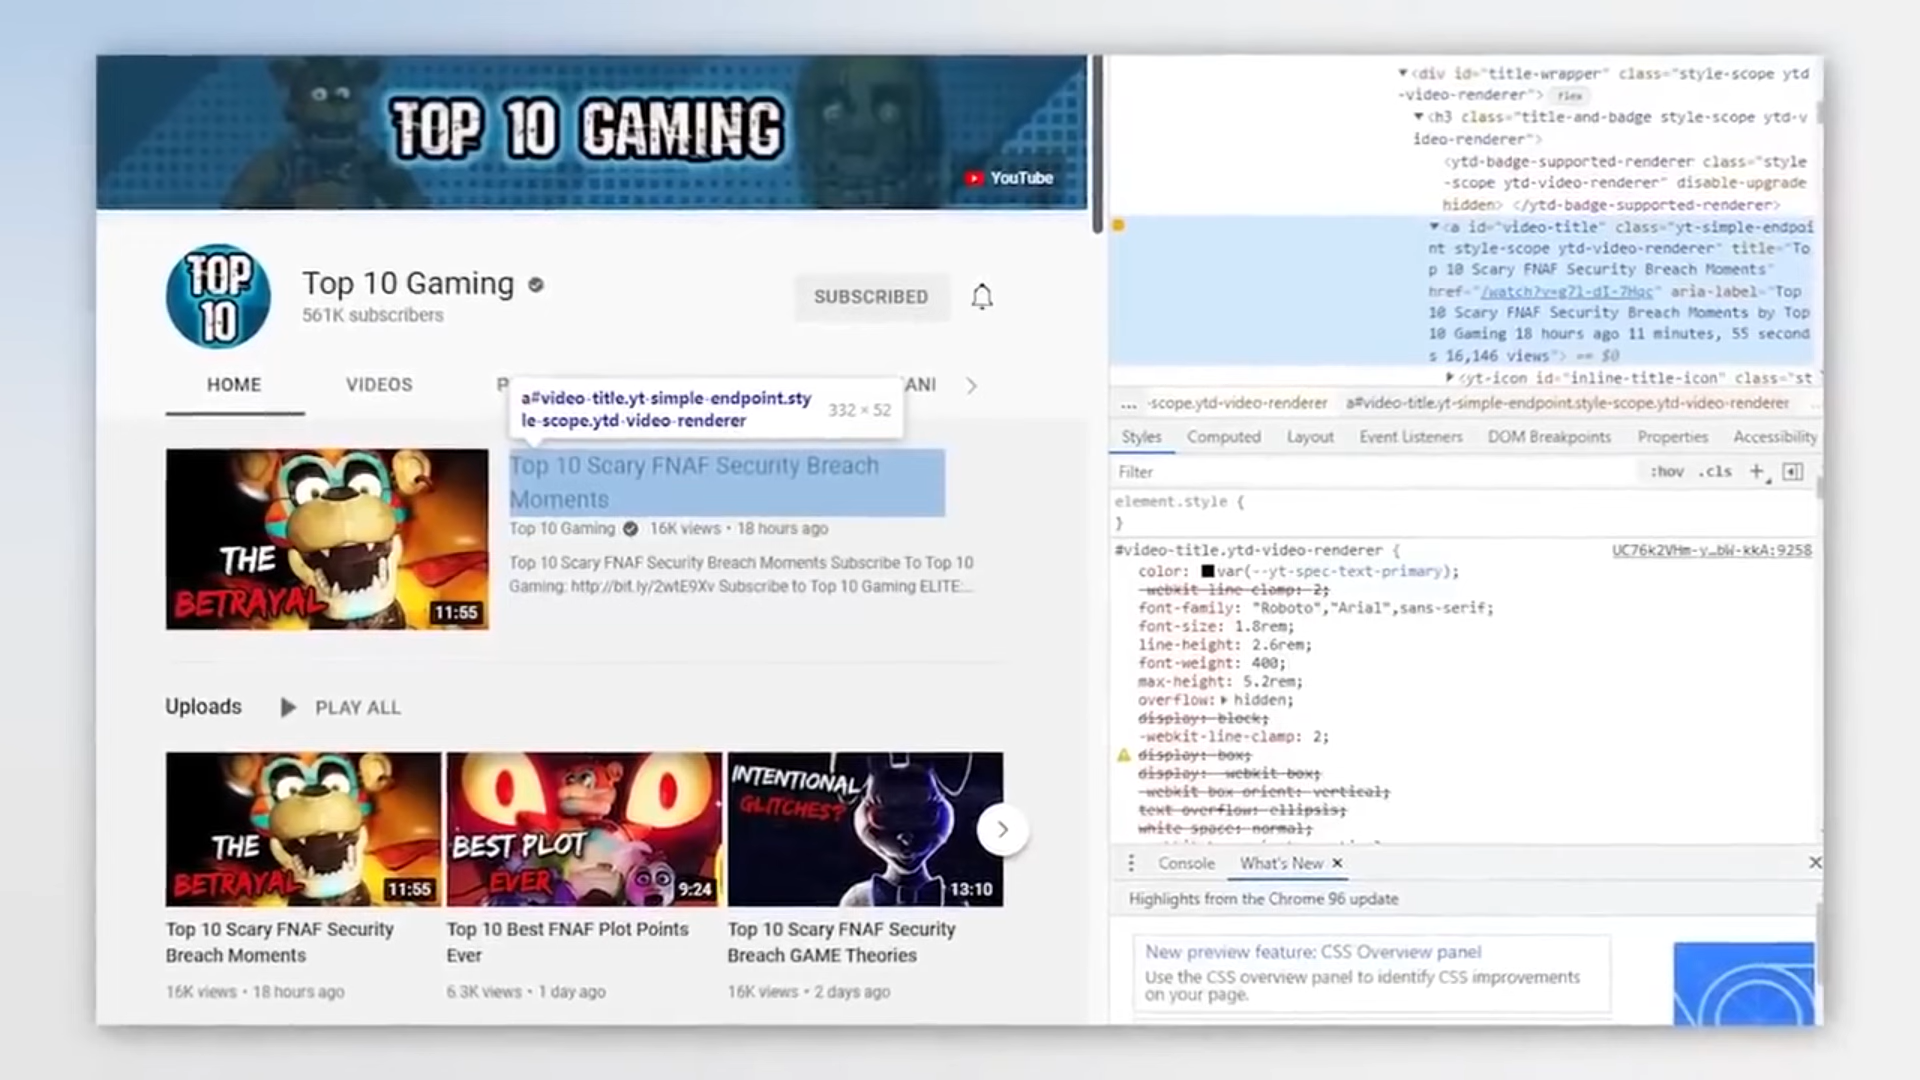 TOP 10 GAMING
YouTube
TOP
10
Top 10 Gaming
561K subscribers
SUBSCRIBED
HOME
VIDEOS
P
ANI
a#video-title.yt-simple-endpoint.sty
le-scope.ytd-video-renderer
332 × 52
Top 10 Scary FNAF Security Breach
Moments
Top 10 Gaming 16K views • 18 hours ago
Top 10 Scary FNAF Security Breach Moments Subscribe To Top 10
Gaming: http://bit.ly/2wtE9Xv Subscribe to Top 10 Gaming ELITE:...
THE
BETRAYAL
11:55
Uploads
PLAY ALL
THE
BETRAYAL
11:55
BEST PLOT
EVER
9:24
INTENTIONAL
GLITCHES?
13:10
Top 10 Scary FNAF Security
Breach Moments
16K views • 18 hours ago
Top 10 Best FNAF Plot Points
Ever
6.3K views • 1 day ago
Top 10 Scary FNAF Security
Breach GAME Theories
16K views • 2 days ago
▼<div id="title-wrapper" class="style-scope ytd
-video-renderer"> flex
▼<h3 class="title-and-badge style-scope ytd-v
ideo-renderer">
<ytd-badge-supported-renderer class="style
-scope ytd-video-renderer" disable-upgrade
hidden> </ytd-badge-supported-renderer>
▼<a id="video-title" class="yt-simple-endpoi
nt style-scope ytd-video-renderer" title="To
p 10 Scary FNAF Security Breach Moments"
href="/watch?v=g7l-dI-7Hqc" aria-label="Top
10 Scary FNAF Security Breach Moments by Top
10 Gaming 18 hours ago 11 minutes, 55 second
s 16,146 views"> == $0
▶<yt-icon id="inline-title-icon" class="st
... -scope.ytd-video-renderer a#video-title.yt-simple-endpoint.style-scope.ytd-video-renderer ...
Styles Computed Layout Event Listeners DOM Breakpoints Properties Accessibility
Filter :hov .cls +
element.style {
}
#video-title.ytd-video-renderer { UC76k2VHm-y…bW-kkA:9258
color: var(--yt-spec-text-primary);
-webkit-line-clamp: 2;
font-family: "Roboto","Arial",sans-serif;
font-size: 1.8rem;
line-height: 2.6rem;
font-weight: 400;
max-height: 5.2rem;
overflow:▶ hidden;
display: block;
-webkit-line-clamp: 2;
display: box;
display: -webkit-box;
-webkit-box-orient: vertical;
text-overflow: ellipsis;
white-space: normal;
Console What's New ×
Highlights from the Chrome 96 update
New preview feature: CSS Overview panel
Use the CSS overview panel to identify CSS improvements
on your page.